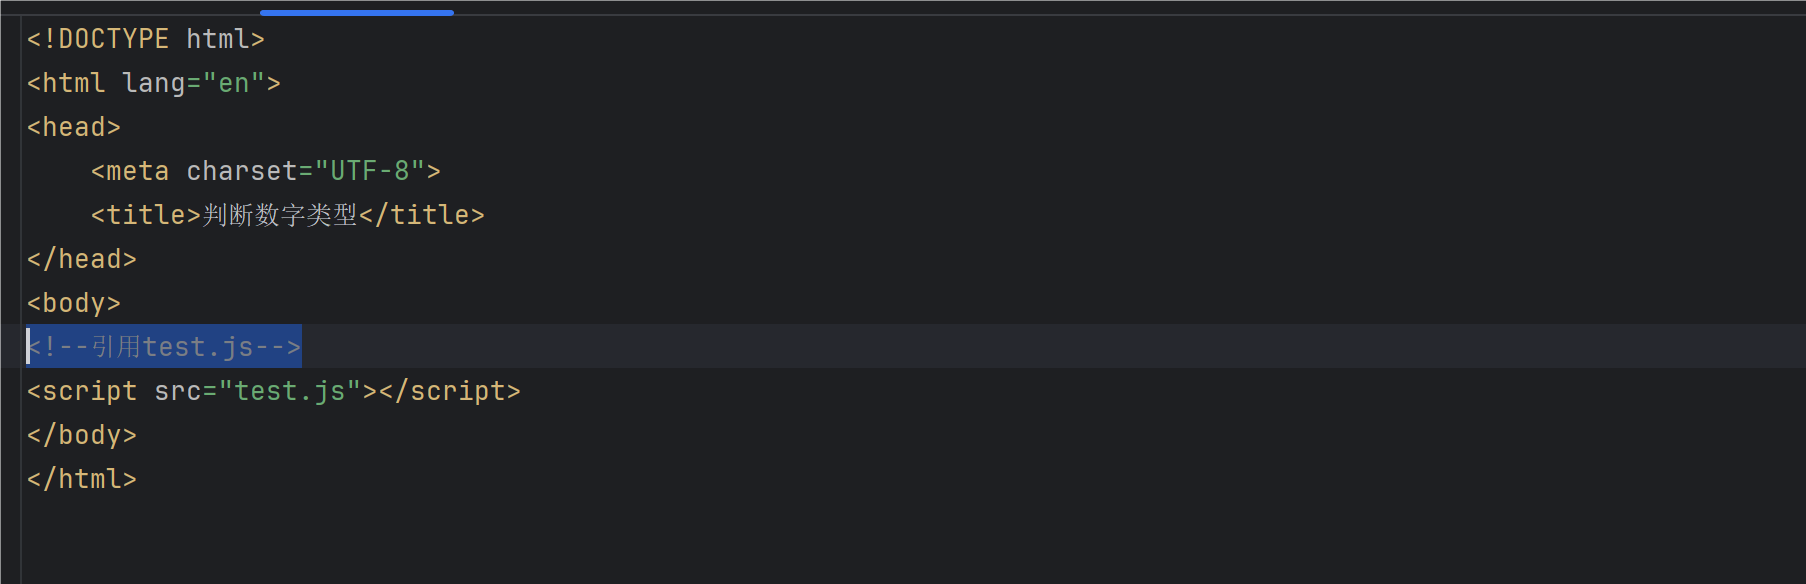 <!DOCTYPE html>
<html lang="en">
<head>
    <meta charset="UTF-8">
    <title>判断数字类型</title>
</head>
<body>
<!--引用test.js-->
<script src="test.js"></script>
</body>
</html>